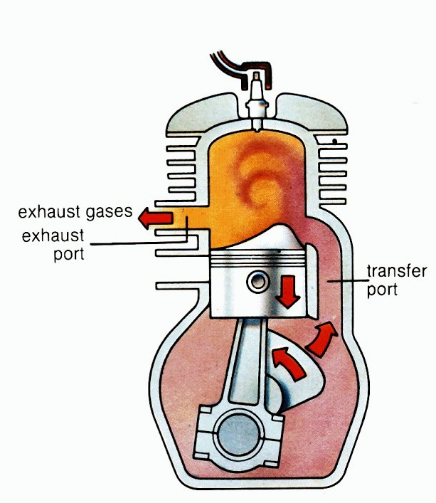 exhaust gases
exhaust
port
transfer
port